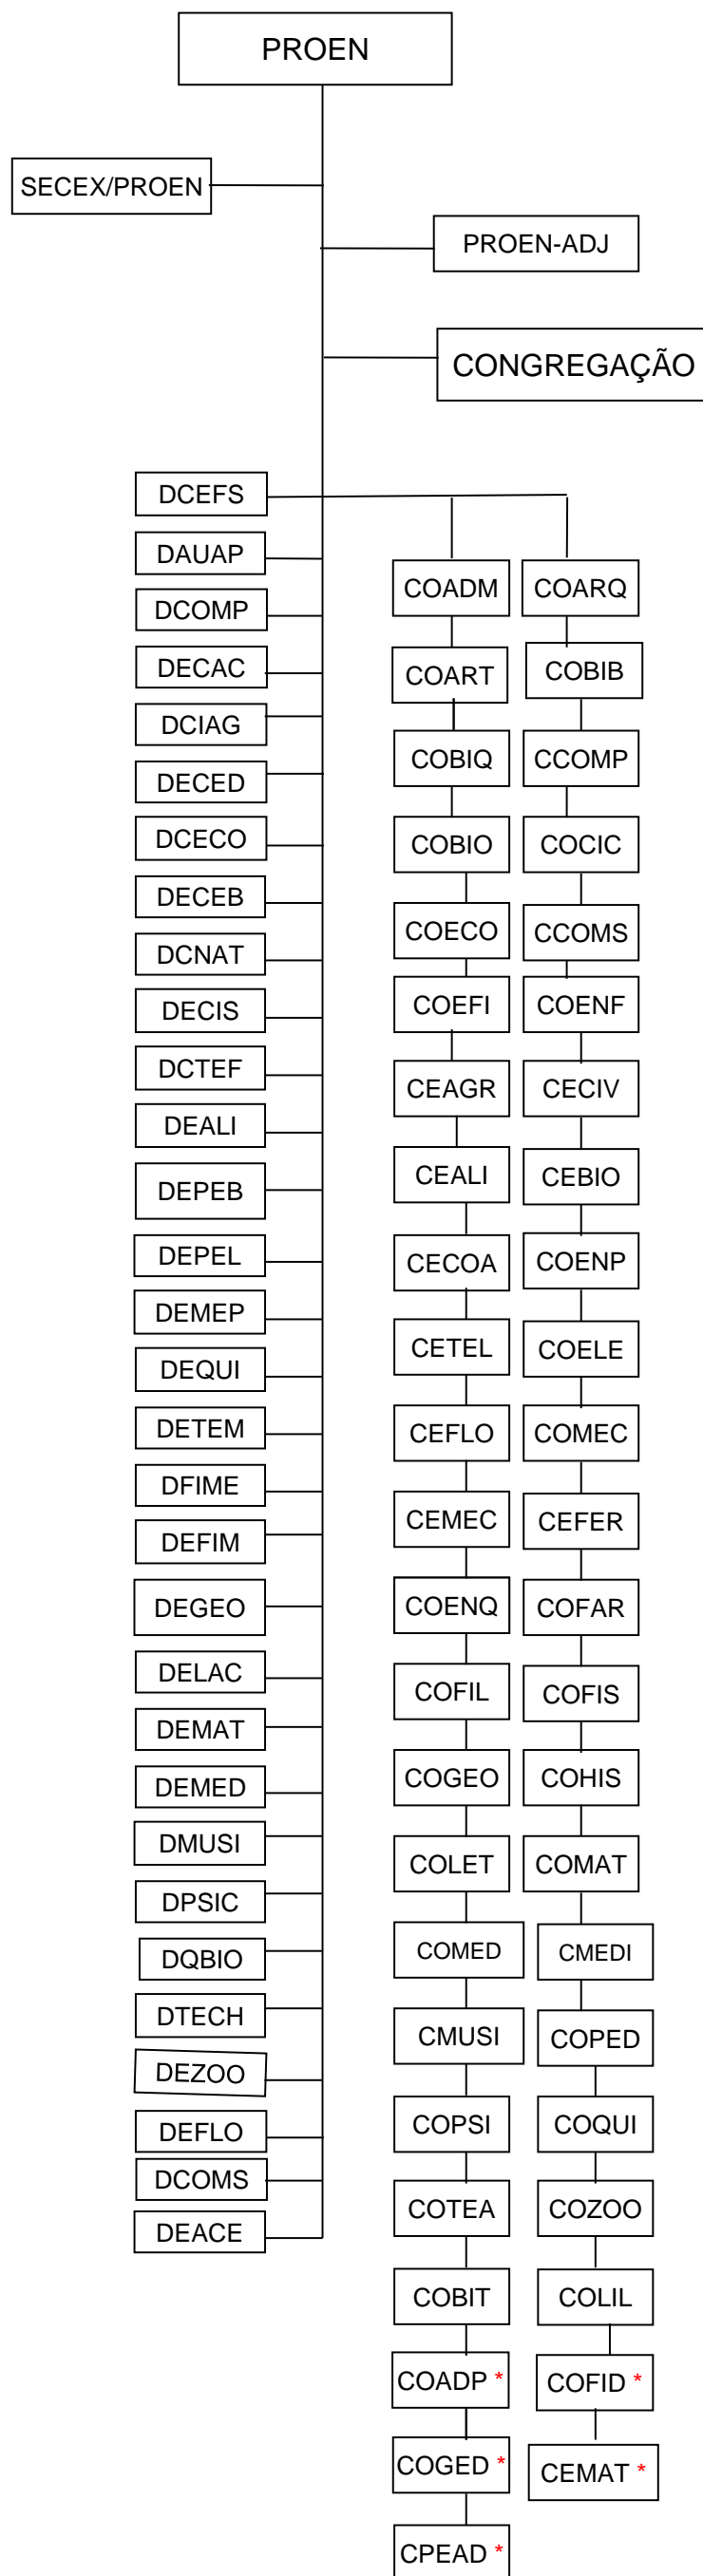 PROEN
SECEX/PROEN
PROEN-ADJ
CONGREGAÇÃO
DCEFS
DAUAP
DCOMP
DECAC
DCIAG
DECED
DCECO
DECEB
DCNAT
DECIS
DCTEF
DEALI
DEPEB
DEPEL
DEMEP
DEQUI
DETEM
DFIME
DEFIM
DEGEO
DELAC
DEMAT
DEMED
DMUSI
DPSIC
DQBIO
DTECH
DEZOO
DEFLO
DCOMS
DEACE
COADM
COART
COBIQ
COBIO
COECO
COEFI
CEAGR
CEALI
CECOA
CETEL
CEFLO
CEMEC
COENQ
COFIL
COGEO
COLET
COMED
CMUSI
COPSI
COTEA
COBIT
COADP *
COGED *
CPEAD *
COARQ
COBIB
CCOMP
COCIC
CCOMS
COENF
CECIV
CEBIO
COENP
COELE
COMEC
CEFER
COFAR
COFIS
COHIS
COMAT
CMEDI
COPED
COQUI
COZOO
COLIL
COFID *
CEMAT *